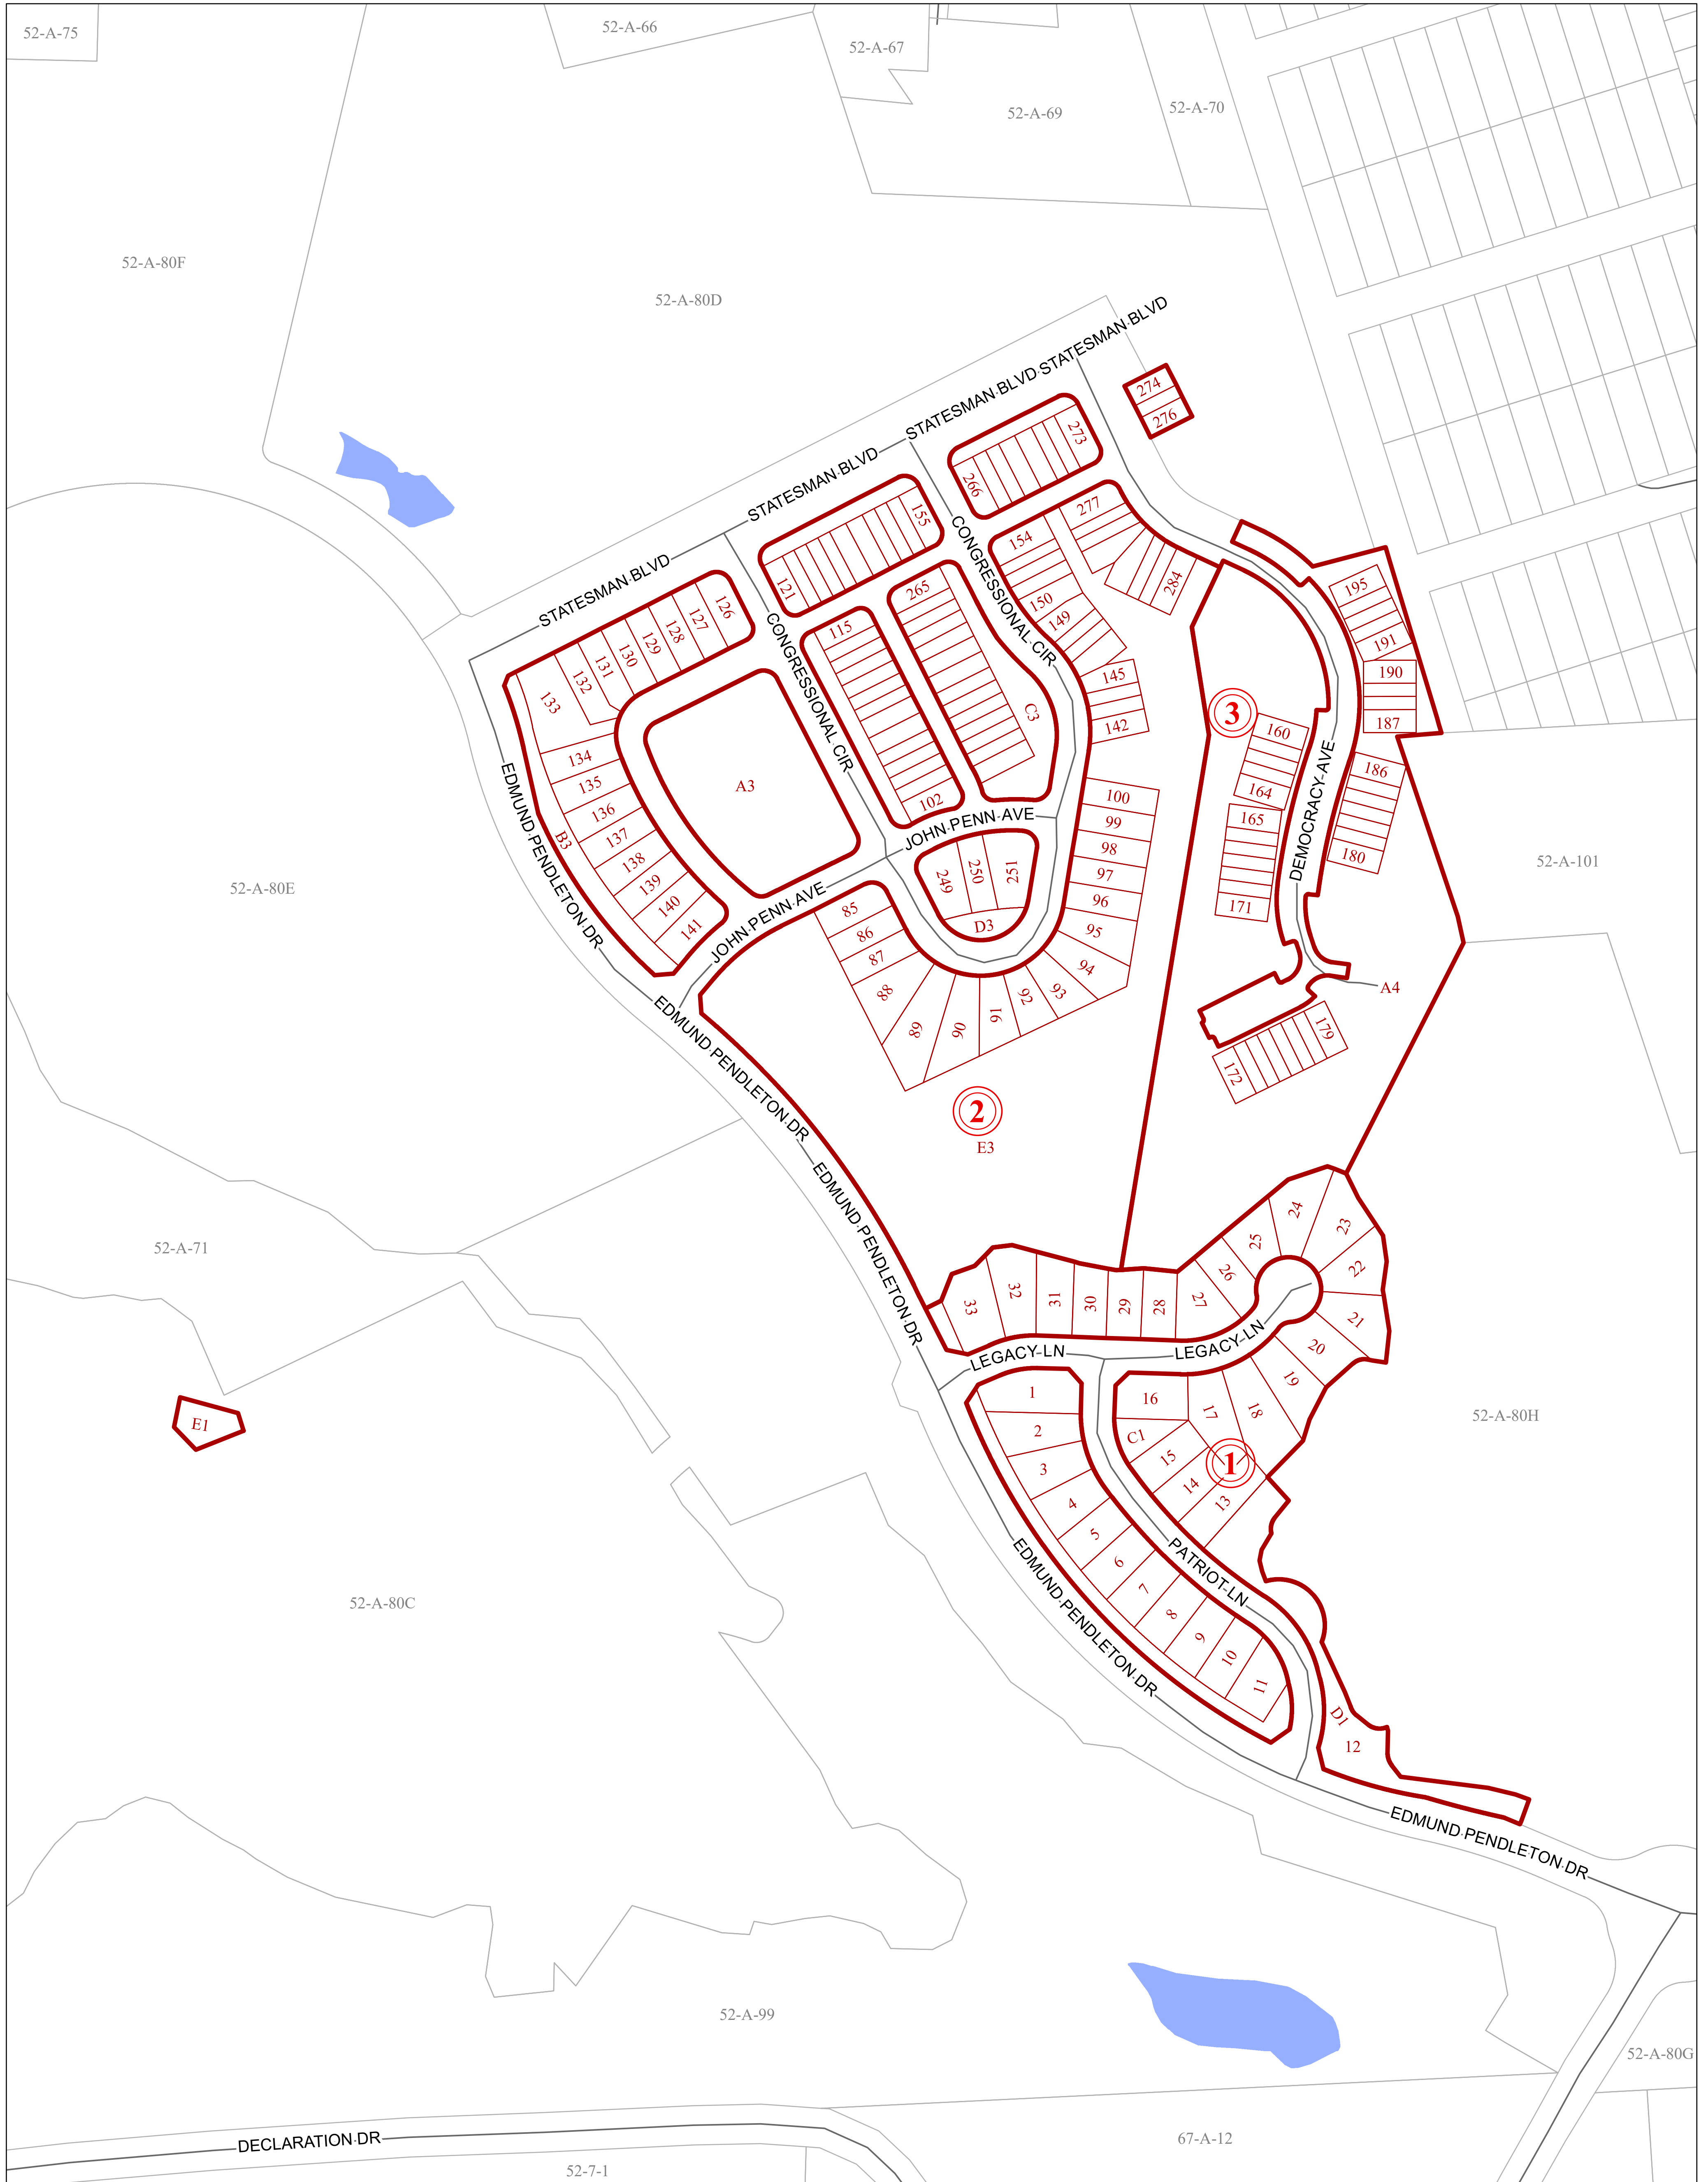 52-A-75
52-A-66
52-A-67
52-A-69
52-A-70
52-A-80F
52-A-80D
STATESMAN BLVD
STATESMAN BLVD
STATESMAN BLVD
STATESMAN BLVD
274
276
273
266
155
121
277
154
150
149
284
CONGRESSIONAL CIR
CONGRESSIONAL CIR
126
127
128
129
130
131
132
133
265
115
102
C3
145
142
195
191
190
187
186
180
3
160
164
165
171
DEMOCRACY AVE
134
135
136
137
138
139
140
141
B3
A3
EDMUND PENDLETON DR
JOHN PENN AVE
JOHN PENN AVE
249
250
251
D3
100
99
98
97
96
95
94
93
92
91
90
89
88
87
86
85
52-A-101
52-A-80E
A4
179
172
EDMUND PENDLETON DR
2
E3
EDMUND PENDLETON DR
52-A-71
24
23
25
22
26
21
27
20
28
29
30
31
32
33
19
LEGACY LN
LEGACY LN
E1
1
2
3
4
5
6
7
8
9
10
11
16
17
18
C1
15
14
13
1
52-A-80H
PATRIOT LN
EDMUND PENDLETON DR
52-A-80C
D1
12
EDMUND PENDLETON DR
52-A-99
52-A-80G
DECLARATION DR
67-A-12
52-7-1